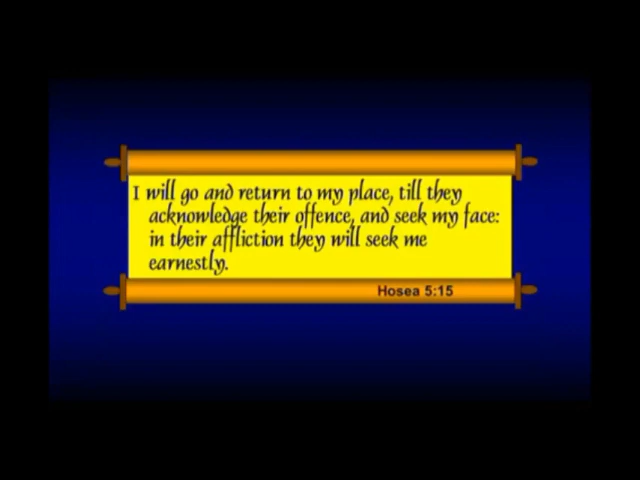 I will go and return to my place, till they
acknowledge their offence, and seek my face:
in their affliction they will seek me
earnestly.
Hosea 5:15